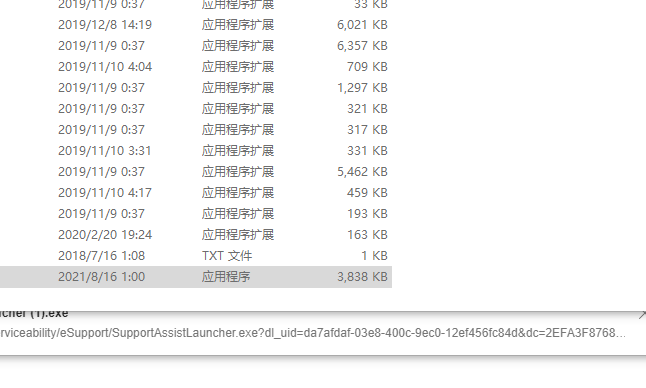 2019/11/9 0:37 应用程序扩展 33 KB
2019/12/8 14:19 应用程序扩展 6,021 KB
2019/11/9 0:37 应用程序扩展 6,357 KB
2019/11/10 4:04 应用程序扩展 709 KB
2019/11/9 0:37 应用程序扩展 1,297 KB
2019/11/9 0:37 应用程序扩展 321 KB
2019/11/9 0:37 应用程序扩展 317 KB
2019/11/10 3:31 应用程序扩展 331 KB
2019/11/9 0:37 应用程序扩展 5,462 KB
2019/11/10 4:17 应用程序扩展 459 KB
2019/11/9 0:37 应用程序扩展 193 KB
2020/2/20 19:24 应用程序扩展 163 KB
2018/7/16 1:08 TXT 文件 1 KB
2021/8/16 1:00 应用程序 3,838 KB
ncher (1).exe
rviceability/eSupport/SupportAssistLauncher.exe?dl_uid=da7afdaf-03e8-400c-9ec0-12ef456fc84d&dc=2EFA3F8768…